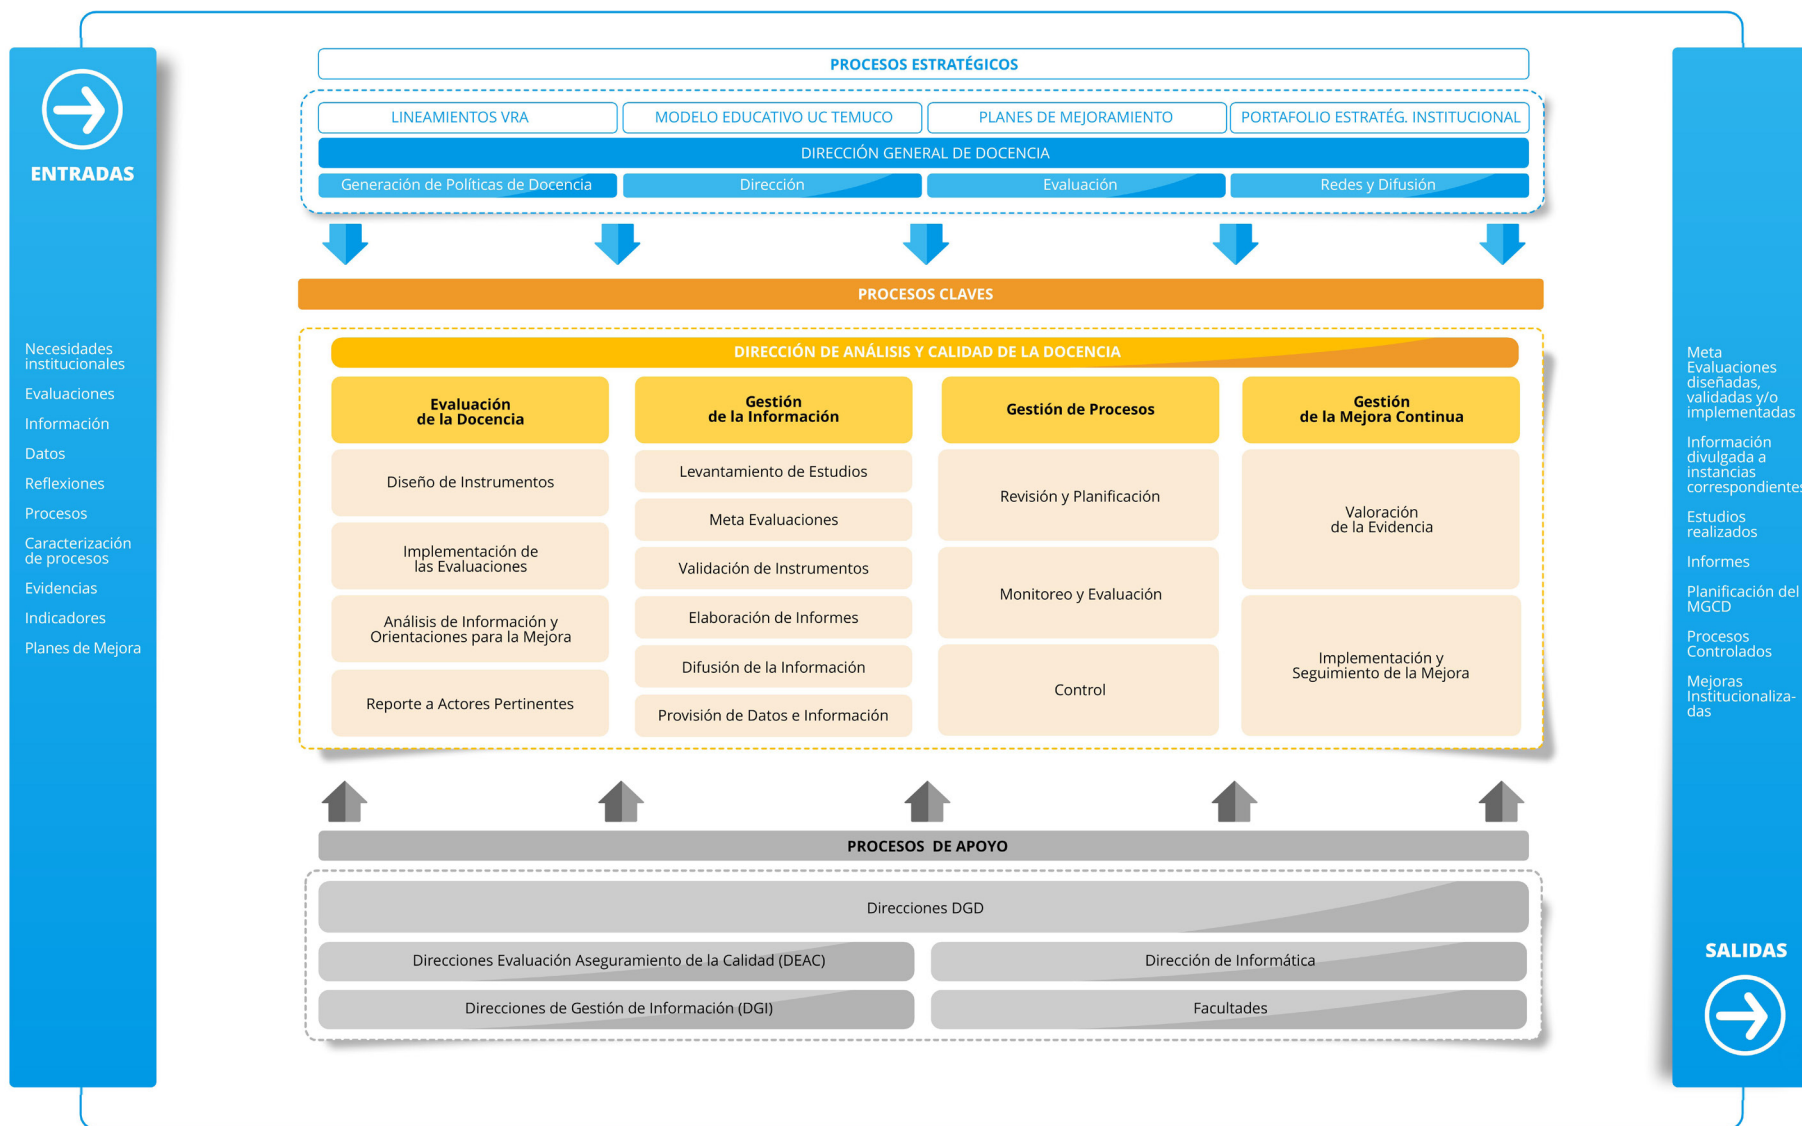 ENTRADAS
Necesidades
institucionales
Evaluaciones
Información
Datos
Reflexiones
Procesos
Caracterización
de procesos
Evidencias
Indicadores
Planes de Mejora
PROCESOS ESTRATÉGICOS
LINEAMIENTOS VRA
MODELO EDUCATIVO UC TEMUCO
PLANES DE MEJORAMIENTO
PORTAFOLIO ESTRATÉG. INSTITUCIONAL
DIRECCIÓN GENERAL DE DOCENCIA
Generación de Políticas de Docencia
Dirección
Evaluación
Redes y Difusión
PROCESOS CLAVES
DIRECCIÓN DE ANÁLISIS Y CALIDAD DE LA DOCENCIA
Evaluación
de la Docencia
Diseño de Instrumentos
Implementación de
las Evaluaciones
Análisis de Información y
Orientaciones para la Mejora
Reporte a Actores Pertinentes
Gestión
de la Información
Levantamiento de Estudios
Meta Evaluaciones
Validación de Instrumentos
Elaboración de Informes
Difusión de la Información
Provisión de Datos e Información
Gestión de Procesos
Revisión y Planificación
Monitoreo y Evaluación
Control
Gestión
de la Mejora Continua
Valoración
de la Evidencia
Implementación y
Seguimiento de la Mejora
PROCESOS DE APOYO
Direcciones DGD
Direcciones Evaluación Aseguramiento de la Calidad (DEAC)
Dirección de Informática
Direcciones de Gestión de Información (DGI)
Facultades
Meta
Evaluaciones
diseñadas,
validadas y/o
implementadas
Información
divulgada a
instancias
correspondientes
Estudios
realizados
Informes
Planificación del
MGCD
Procesos
Controlados
Mejoras
Institucionaliza-
das
SALIDAS